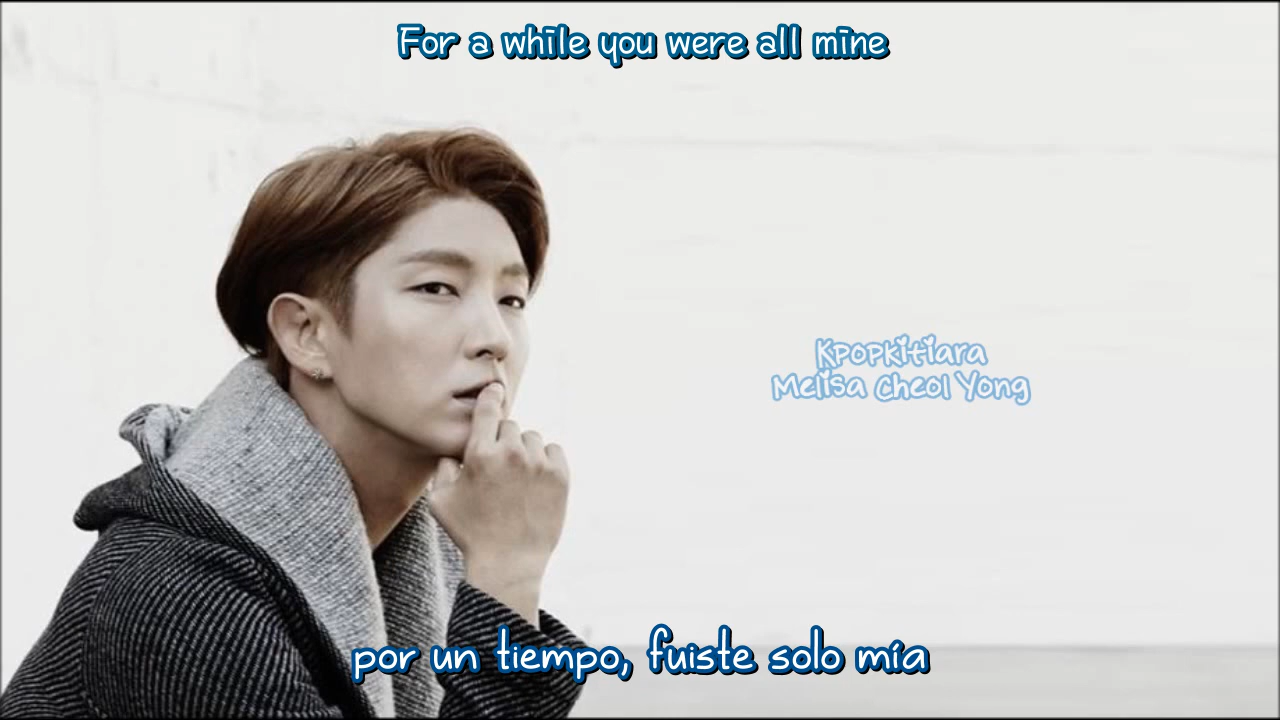 For a while you were all mine
Kpopkitiara
Melisa Cheol Yong
por un tiempo, fuiste solo mía